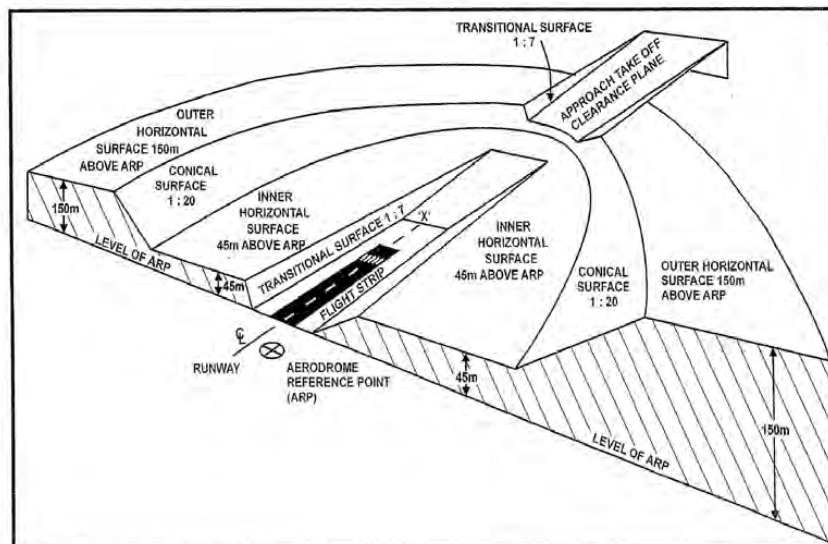 TRANSITIONAL SURFACE
1 : 7
APPROACH TAKE OFF
CLEARANCE PLANE
OUTER
HORIZONTAL
SURFACE 150m
ABOVE ARP
CONICAL
SURFACE
1 : 20
INNER
HORIZONTAL
SURFACE
45m ABOVE ARP
150m
LEVEL OF ARP
45m
TRANSITIONAL SURFACE 1 : 7
'X'
FLIGHT STRIP
INNER
HORIZONTAL
SURFACE
45m ABOVE ARP
CONICAL
SURFACE
1 : 20
OUTER HORIZONTAL
SURFACE 150m
ABOVE ARP
℄
RUNWAY
AERODROME
REFERENCE POINT
(ARP)
45m
LEVEL OF ARP
150m